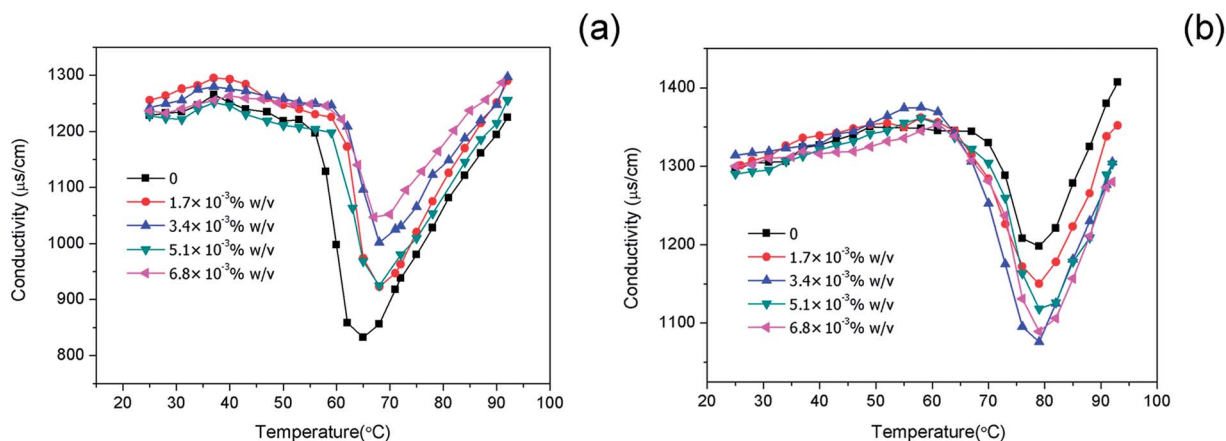 (a)
1300
1200
1100
1000
900
800
Conductivity (μs/cm)
0
1.7× 10⁻³% w/v
3.4× 10⁻³% w/v
5.1× 10⁻³% w/v
6.8× 10⁻³% w/v
20 30 40 50 60 70 80 90 100
Temperature(°C)
(b)
1400
1300
1200
1100
Conductivity (μs/cm)
0
1.7× 10⁻³% w/v
3.4× 10⁻³% w/v
5.1× 10⁻³% w/v
6.8× 10⁻³% w/v
20 30 40 50 60 70 80 90 100
Temperature(°C)